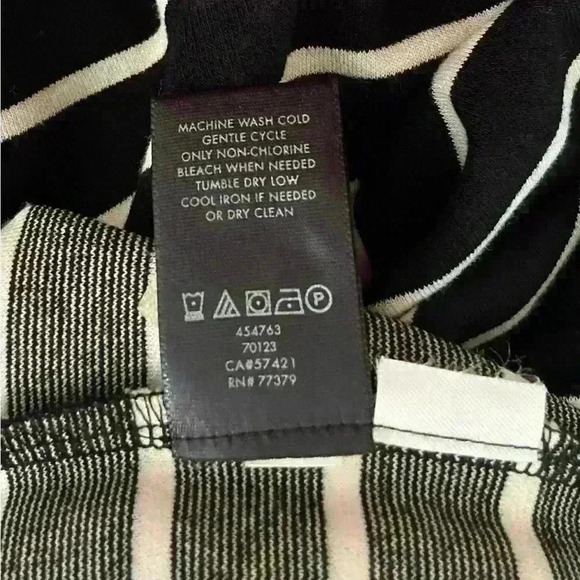 MACHINE WASH COLD
GENTLE CYCLE
ONLY NON-CHLORINE
BLEACH WHEN NEEDED
TUMBLE DRY LOW
COOL IRON IF NEEDED
OR DRY CLEAN
P
454763
70123
CA#57421
RN# 77379